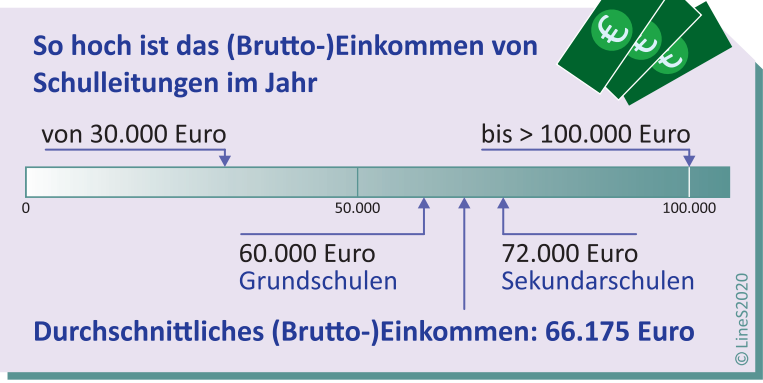 So hoch ist das (Brutto-)Einkommen von
Schulleitungen im Jahr
€ € €
von 30.000 Euro
bis > 100.000 Euro
0
50.000
100.000
60.000 Euro
Grundschulen
72.000 Euro
Sekundarschulen
Durchschnittliches (Brutto-)Einkommen: 66.175 Euro
© LineS2020